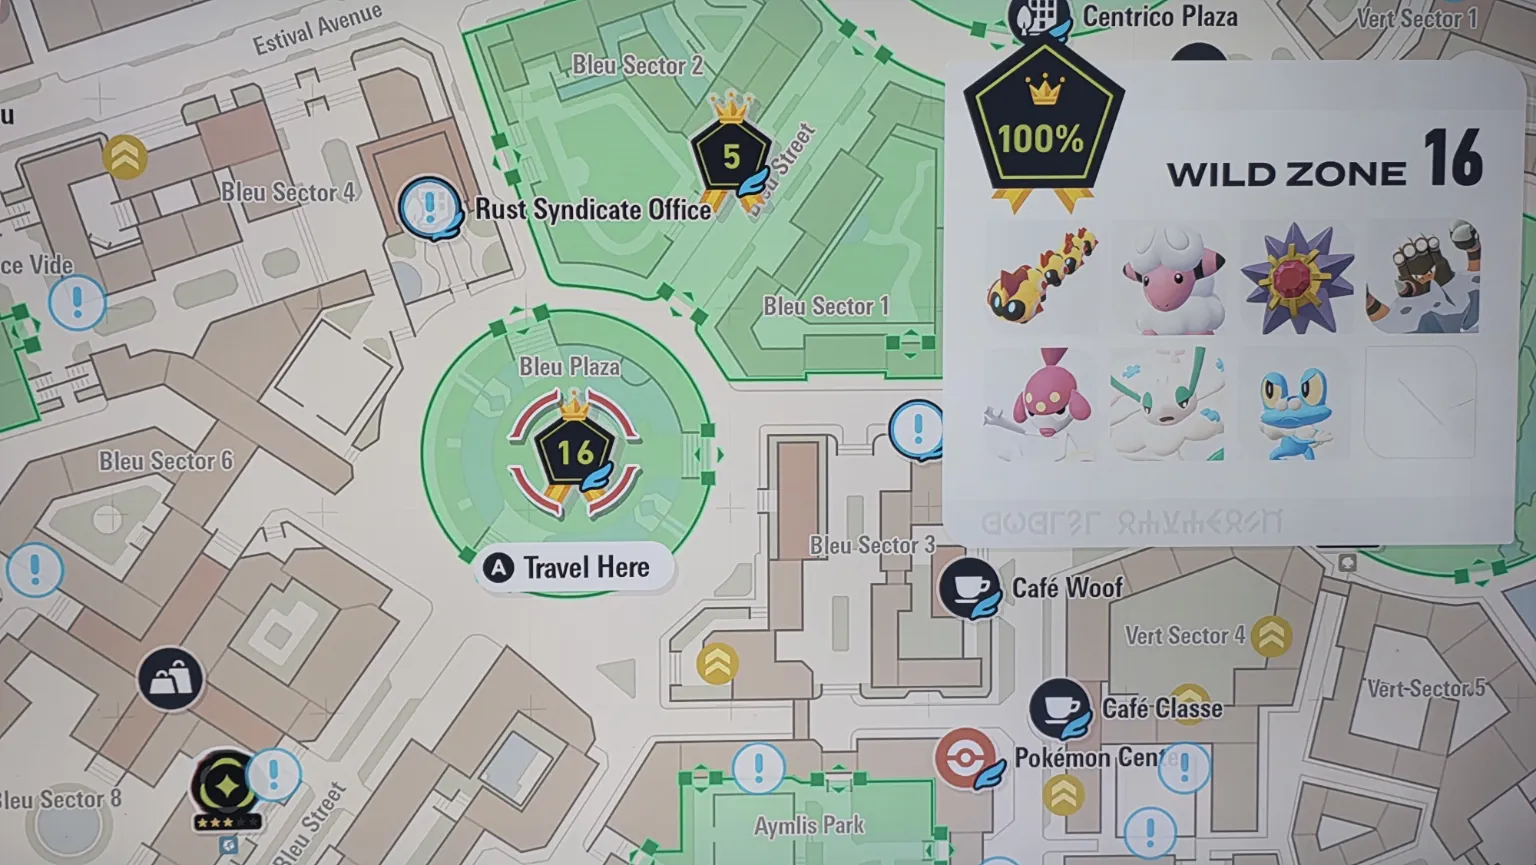 Estival Avenue
Bleu Sector 2
Centrico Plaza
Vert Sector 1
u
100%
WILD ZONE 16
5
Bleu Street
Bleu Sector 4
Rust Syndicate Office
ce Vide
Bleu Sector 1
Bleu Plaza
16
Bleu Sector 6
A Travel Here
Bleu Sector 3
Café Woof
Vert Sector 4
Vert Sector 5
Café Classe
Pokémon Cent
Bleu Sector 8
Bleu Street
Aymlis Park